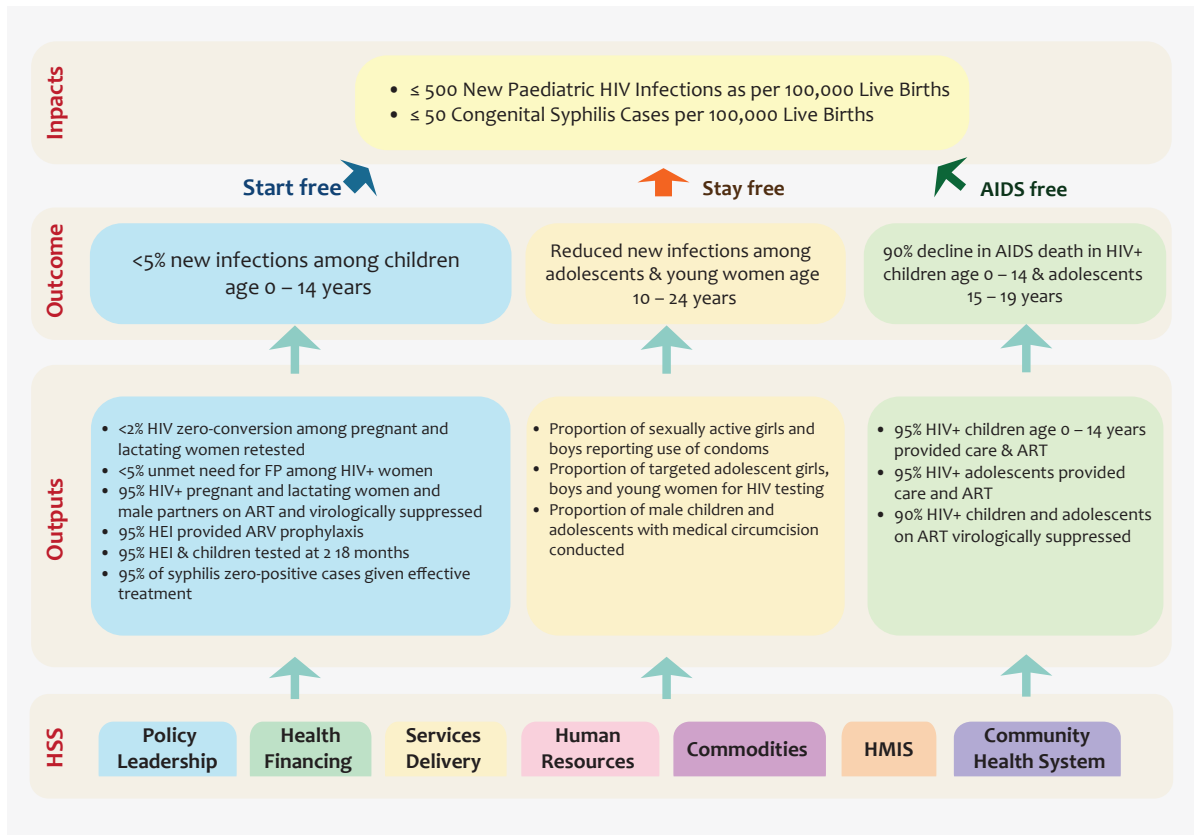 Inpacts
• ≤ 500 New Paediatric HIV Infections as per 100,000 Live Births
• ≤ 50 Congenital Syphilis Cases per 100,000 Live Births
Start free
Stay free
AIDS free
Outcome
<5% new infections among children
age 0 – 14 years
Reduced new infections among
adolescents & young women age
10 – 24 years
90% decline in AIDS death in HIV+
children age 0 – 14 & adolescents
15 – 19 years
Outputs
• <2% HIV zero-conversion among pregnant and
lactating women retested
• <5% unmet need for FP among HIV+ women
• 95% HIV+ pregnant and lactating women and
male partners on ART and virologically suppressed
• 95% HEI provided ARV prophylaxis
• 95% HEI & children tested at 2 18 months
• 95% of syphilis zero-positive cases given effective
treatment
• Proportion of sexually active girls and
boys reporting use of condoms
• Proportion of targeted adolescent girls,
boys and young women for HIV testing
• Proportion of male children and
adolescents with medical circumcision
conducted
• 95% HIV+ children age 0 – 14 years
provided care & ART
• 95% HIV+ adolescents provided
care and ART
• 90% HIV+ children and adolescents
on ART virologically suppressed
HSS
Policy
Leadership
Health
Financing
Services
Delivery
Human
Resources
Commodities
HMIS
Community
Health System